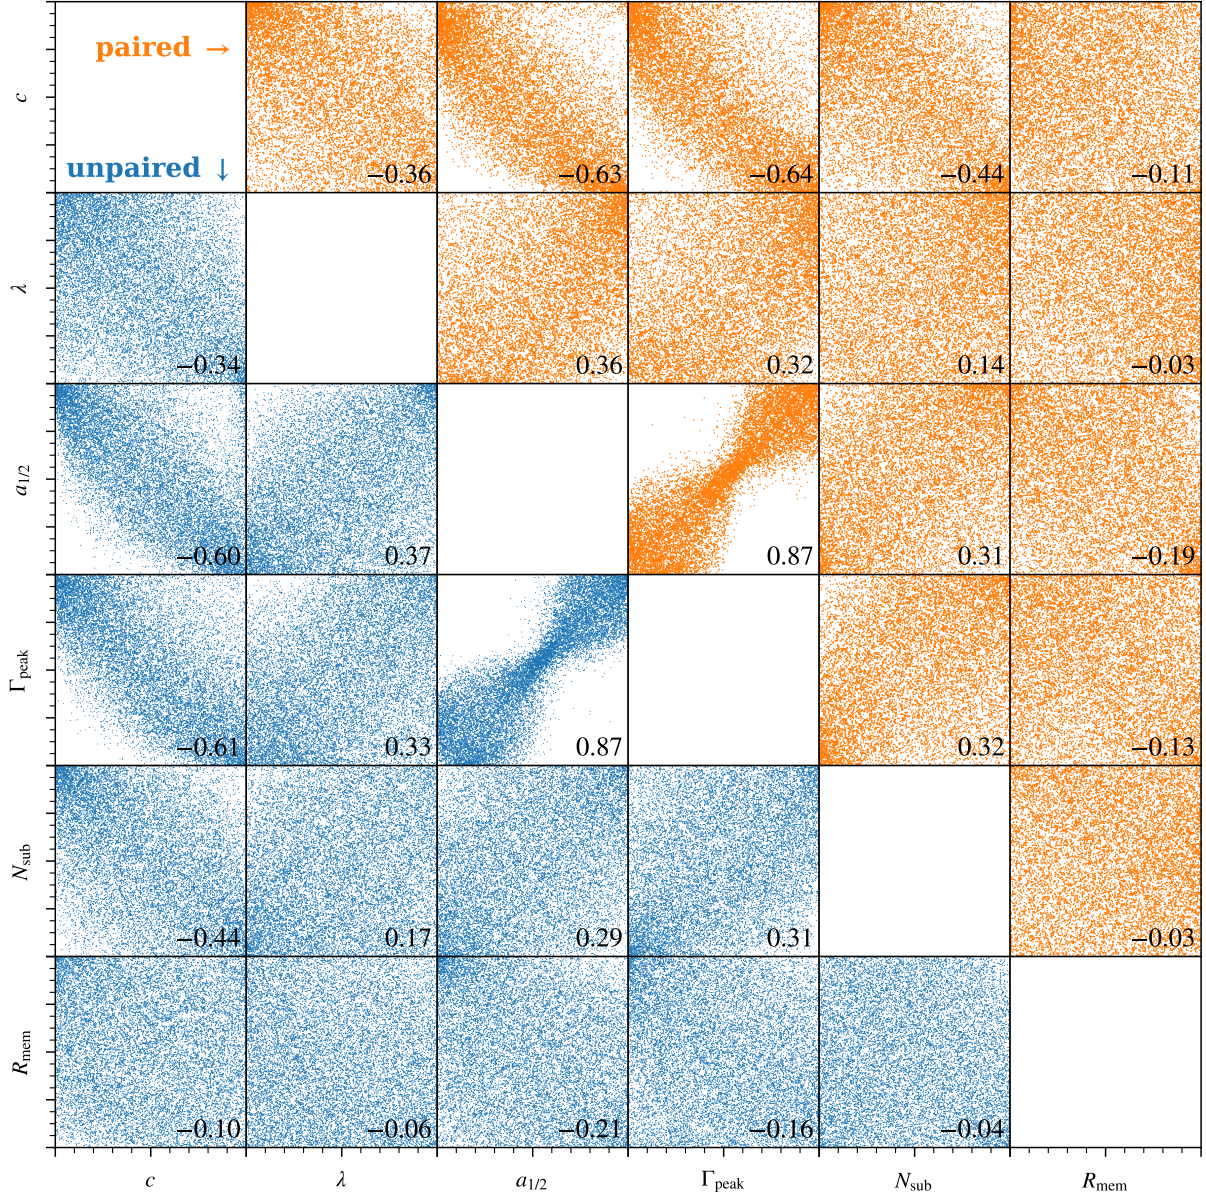 paired →
unpaired ↓
c
−0.36
−0.63
−0.64
−0.44
−0.11
λ
−0.34
0.36
0.32
0.14
−0.03
a1/2
−0.60
0.37
0.87
0.31
−0.19
Γpeak
−0.61
0.33
0.87
0.32
−0.13
Nsub
−0.44
0.17
0.29
0.31
−0.03
Rmem
−0.10
−0.06
−0.21
−0.16
−0.04
c
λ
a1/2
Γpeak
Nsub
Rmem